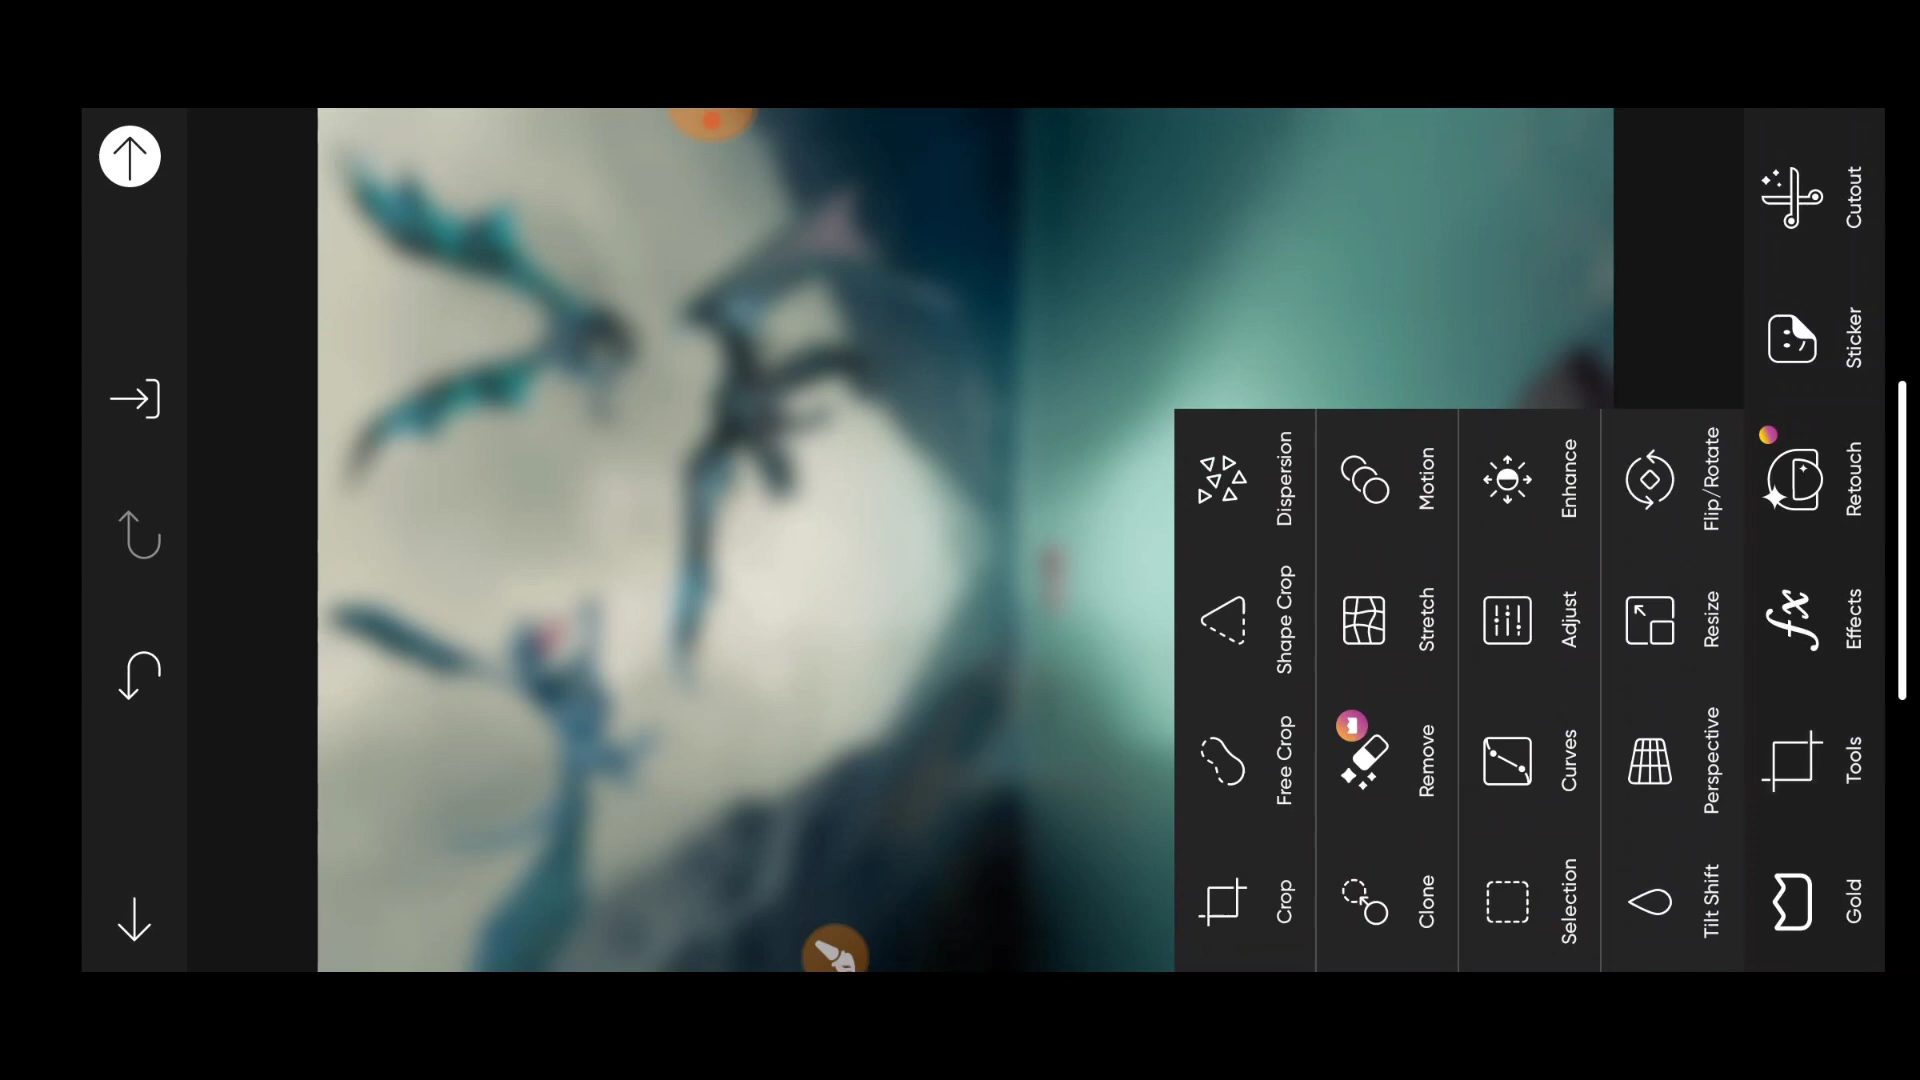 Crop Free Crop Shape Crop Dispersion
Clone Remove Stretch Motion
Selection Curves Adjust Enhance
Tilt Shift Perspective Resize Flip/Rotate
Gold Tools Effects Retouch Sticker Cutout